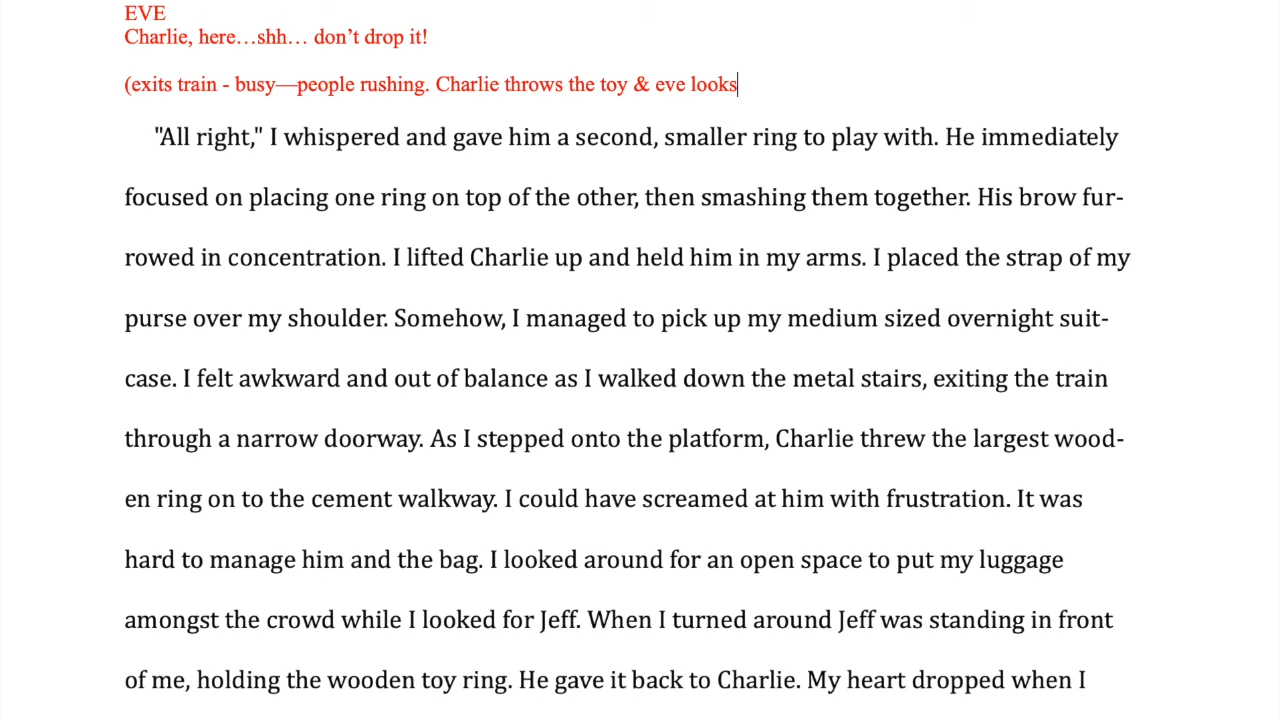 EVE
Charlie, here…shh… don’t drop it!
(exits train - busy—people rushing. Charlie throws the toy & eve looks
"All right," I whispered and gave him a second, smaller ring to play with. He immediately
focused on placing one ring on top of the other, then smashing them together. His brow fur-
rowed in concentration. I lifted Charlie up and held him in my arms. I placed the strap of my
purse over my shoulder. Somehow, I managed to pick up my medium sized overnight suit-
case. I felt awkward and out of balance as I walked down the metal stairs, exiting the train
through a narrow doorway. As I stepped onto the platform, Charlie threw the largest wood-
en ring on to the cement walkway. I could have screamed at him with frustration. It was
hard to manage him and the bag. I looked around for an open space to put my luggage
amongst the crowd while I looked for Jeff. When I turned around Jeff was standing in front
of me, holding the wooden toy ring. He gave it back to Charlie. My heart dropped when I